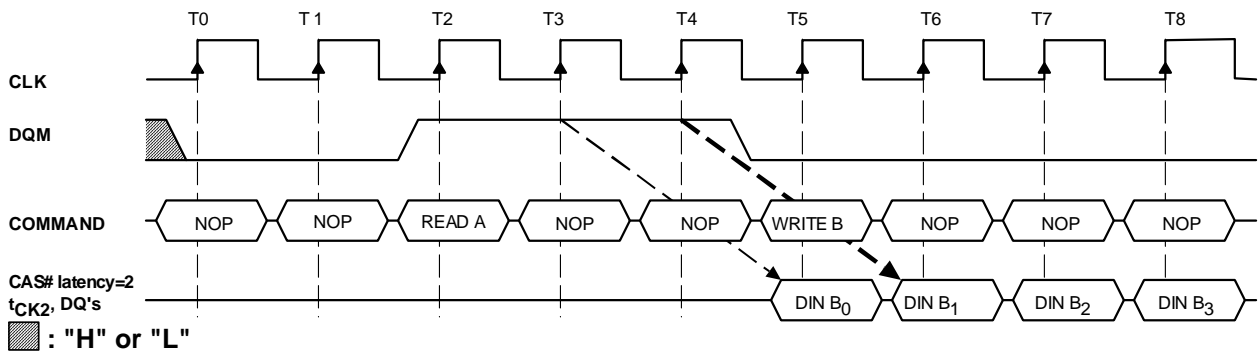 T0 T 1 T2 T3 T4 T5 T6 T7 T8
CLK
DQM
COMMAND NOP NOP READ A NOP NOP WRITE B NOP NOP NOP
CAS# latency=2
tCK2, DQ's DIN B0 DIN B1 DIN B2 DIN B3
: "H" or "L"